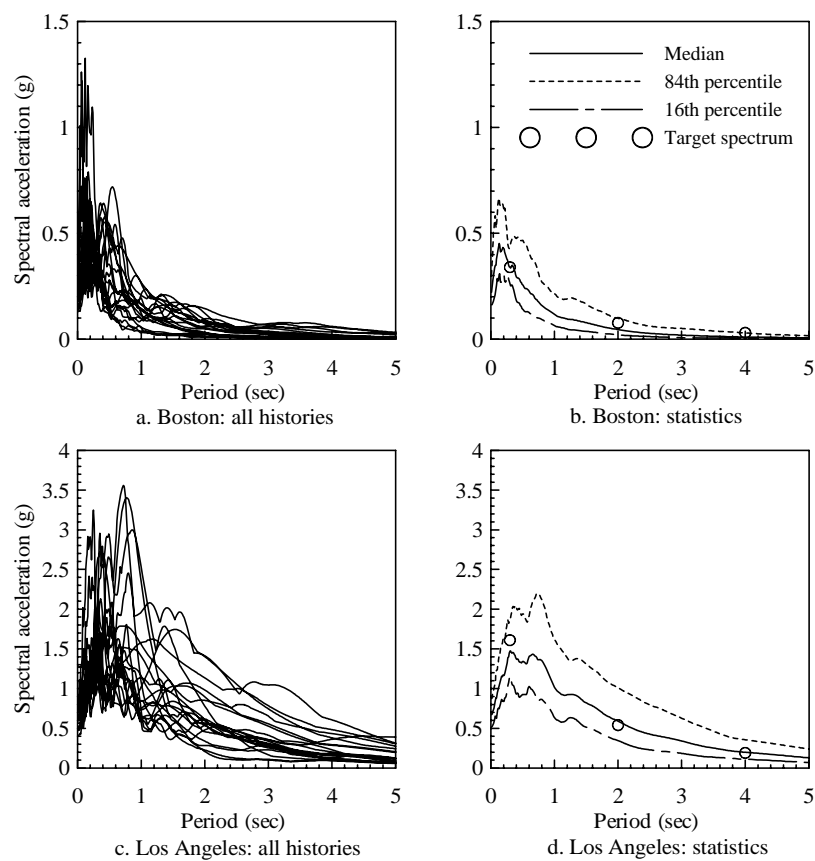 1.5
1
0.5
0
Spectral acceleration (g)
0 1 2 3 4 5
Period (sec)
a. Boston: all histories
1.5
1
0.5
0
Median
84th percentile
16th percentile
Target spectrum
0 1 2 3 4 5
Period (sec)
b. Boston: statistics
4
3.5
3
2.5
2
1.5
1
0.5
0
Spectral acceleration (g)
0 1 2 3 4 5
Period (sec)
c. Los Angeles: all histories
4
3.5
3
2.5
2
1.5
1
0.5
0
0 1 2 3 4 5
Period (sec)
d. Los Angeles: statistics